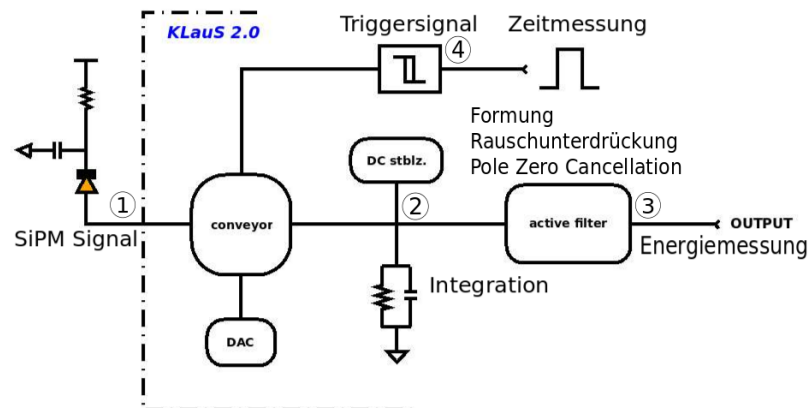 KLauS 2.0
Triggersignal
Zeitmessung
4
Formung
Rauschunterdrückung
Pole Zero Cancellation
DC stblz.
1
2
3
conveyor
active filter
OUTPUT
SiPM Signal
Energiemessung
Integration
DAC